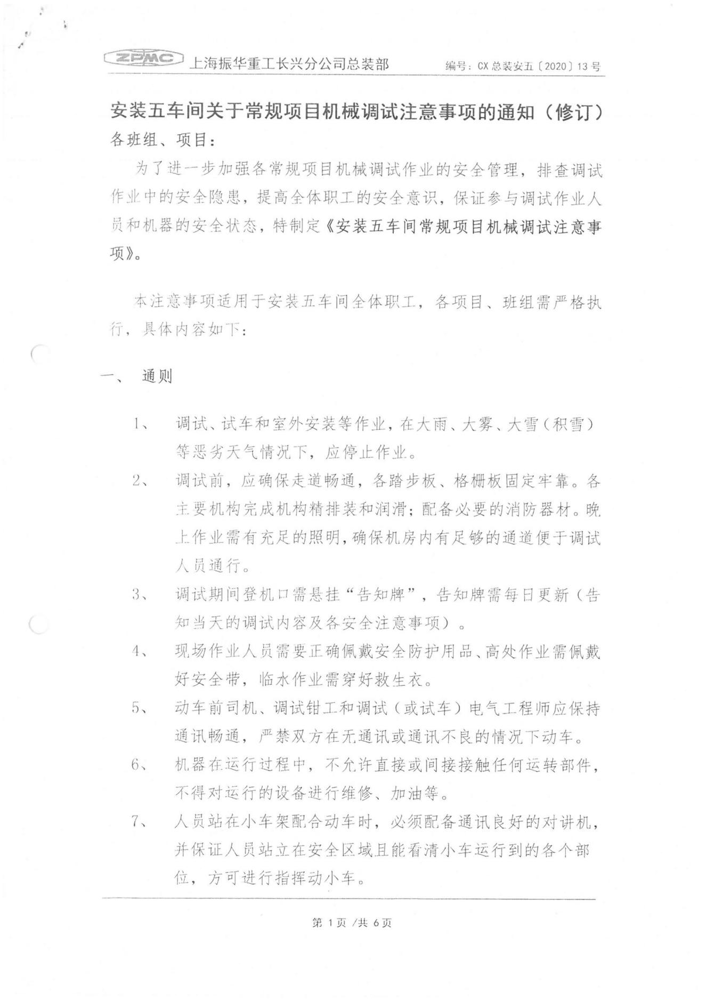 ZPMC 上海振华重工长兴分公司总装部 编号：CX 总装安五〔2020〕13号
安装五车间关于常规项目机械调试注意事项的通知（修订）
各班组、项目：
为了进一步加强各常规项目机械调试作业的安全管理，排查调试
作业中的安全隐患，提高全体职工的安全意识，保证参与调试作业人
员和机器的安全状态，特制定《安装五车间常规项目机械调试注意事
项》。
本注意事项适用于安装五车间全体职工，各项目、班组需严格执
行，具体内容如下：
一、 通则
1、 调试、试车和室外安装等作业，在大雨、大雾、大雪（积雪）
等恶劣天气情况下，应停止作业。
2、 调试前，应确保走道畅通，各踏步板、格栅板固定牢靠。各
主要机构完成机构精排装和润滑；配备必要的消防器材。晚
上作业需有充足的照明，确保机房内有足够的通道便于调试
人员通行。
3、 调试期间登机口需悬挂“告知牌”，告知牌需每日更新（告
知当天的调试内容及各安全注意事项）。
4、 现场作业人员需要正确佩戴安全防护用品、高处作业需佩戴
好安全带，临水作业需穿好救生衣。
5、 动车前司机、调试钳工和调试（或试车）电气工程师应保持
通讯畅通，严禁双方在无通讯或通讯不良的情况下动车。
6、 机器在运行过程中，不允许直接或间接接触任何运转部件，
不得对运行的设备进行维修、加油等。
7、 人员站在小车架配合动车时，必须配备通讯良好的对讲机，
并保证人员站立在安全区域且能看清小车运行到的各个部
位，方可进行指挥动小车。
第 1页 /共 6页